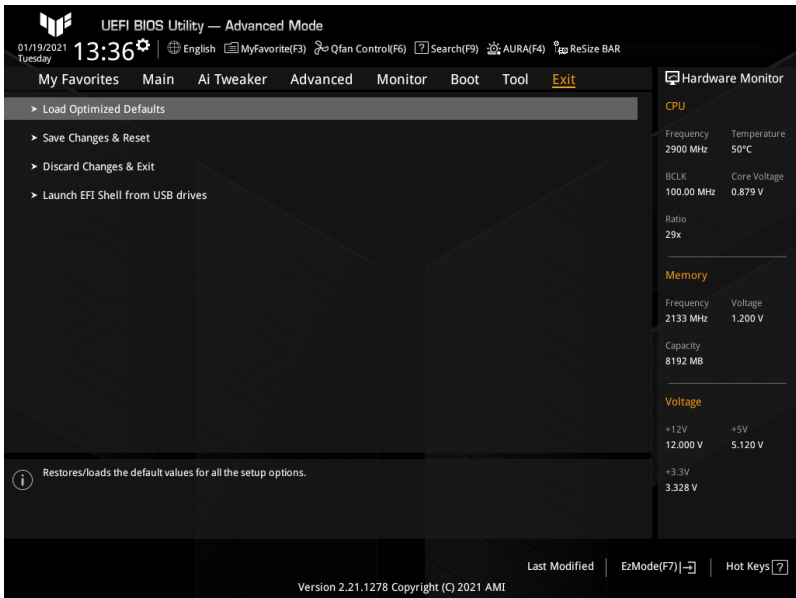 UEFI BIOS Utility — Advanced Mode
01/19/2021
Tuesday
13:36
English MyFavorite(F3) Qfan Control(F6) ? Search(F9) AURA(F4) ReSize BAR
My Favorites Main Ai Tweaker Advanced Monitor Boot Tool Exit
Load Optimized Defaults
Save Changes & Reset
Discard Changes & Exit
Launch EFI Shell from USB drives
Restores/loads the default values for all the setup options.
Hardware Monitor
CPU
Frequency Temperature
2900 MHz 50°C
BCLK Core Voltage
100.00 MHz 0.879 V
Ratio
29x
Memory
Frequency Voltage
2133 MHz 1.200 V
Capacity
8192 MB
Voltage
+12V +5V
12.000 V 5.120 V
+3.3V
3.328 V
Last Modified EzMode(F7) Hot Keys ?
Version 2.21.1278 Copyright (C) 2021 AMI